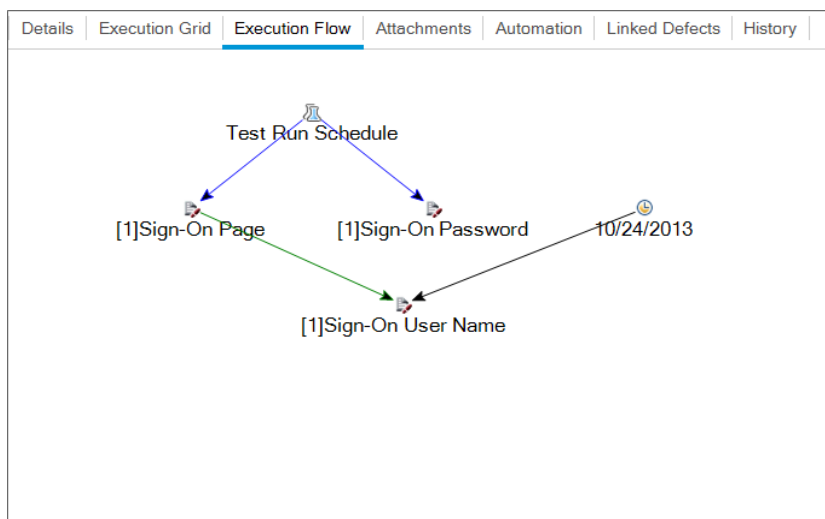 Details Execution Grid Execution Flow Attachments Automation Linked Defects History
Test Run Schedule
[1]Sign-On Page [1]Sign-On Password 10/24/2013
[1]Sign-On User Name